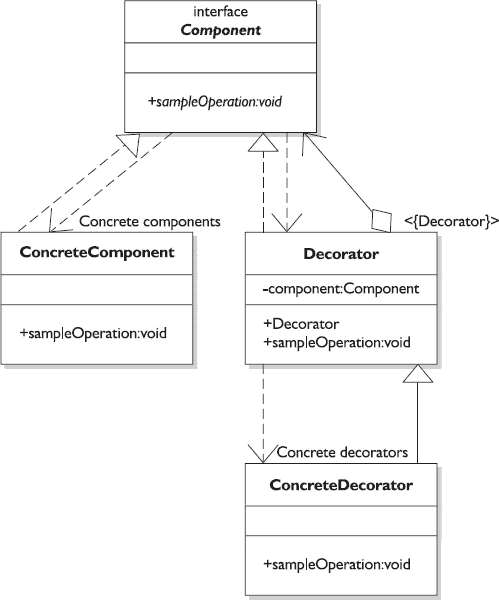 interface
Component
+sampleOperation:void
Concrete components
<{Decorator}>
ConcreteComponent
+sampleOperation:void
Decorator
-component:Component
+Decorator
+sampleOperation:void
Concrete decorators
ConcreteDecorator
+sampleOperation:void